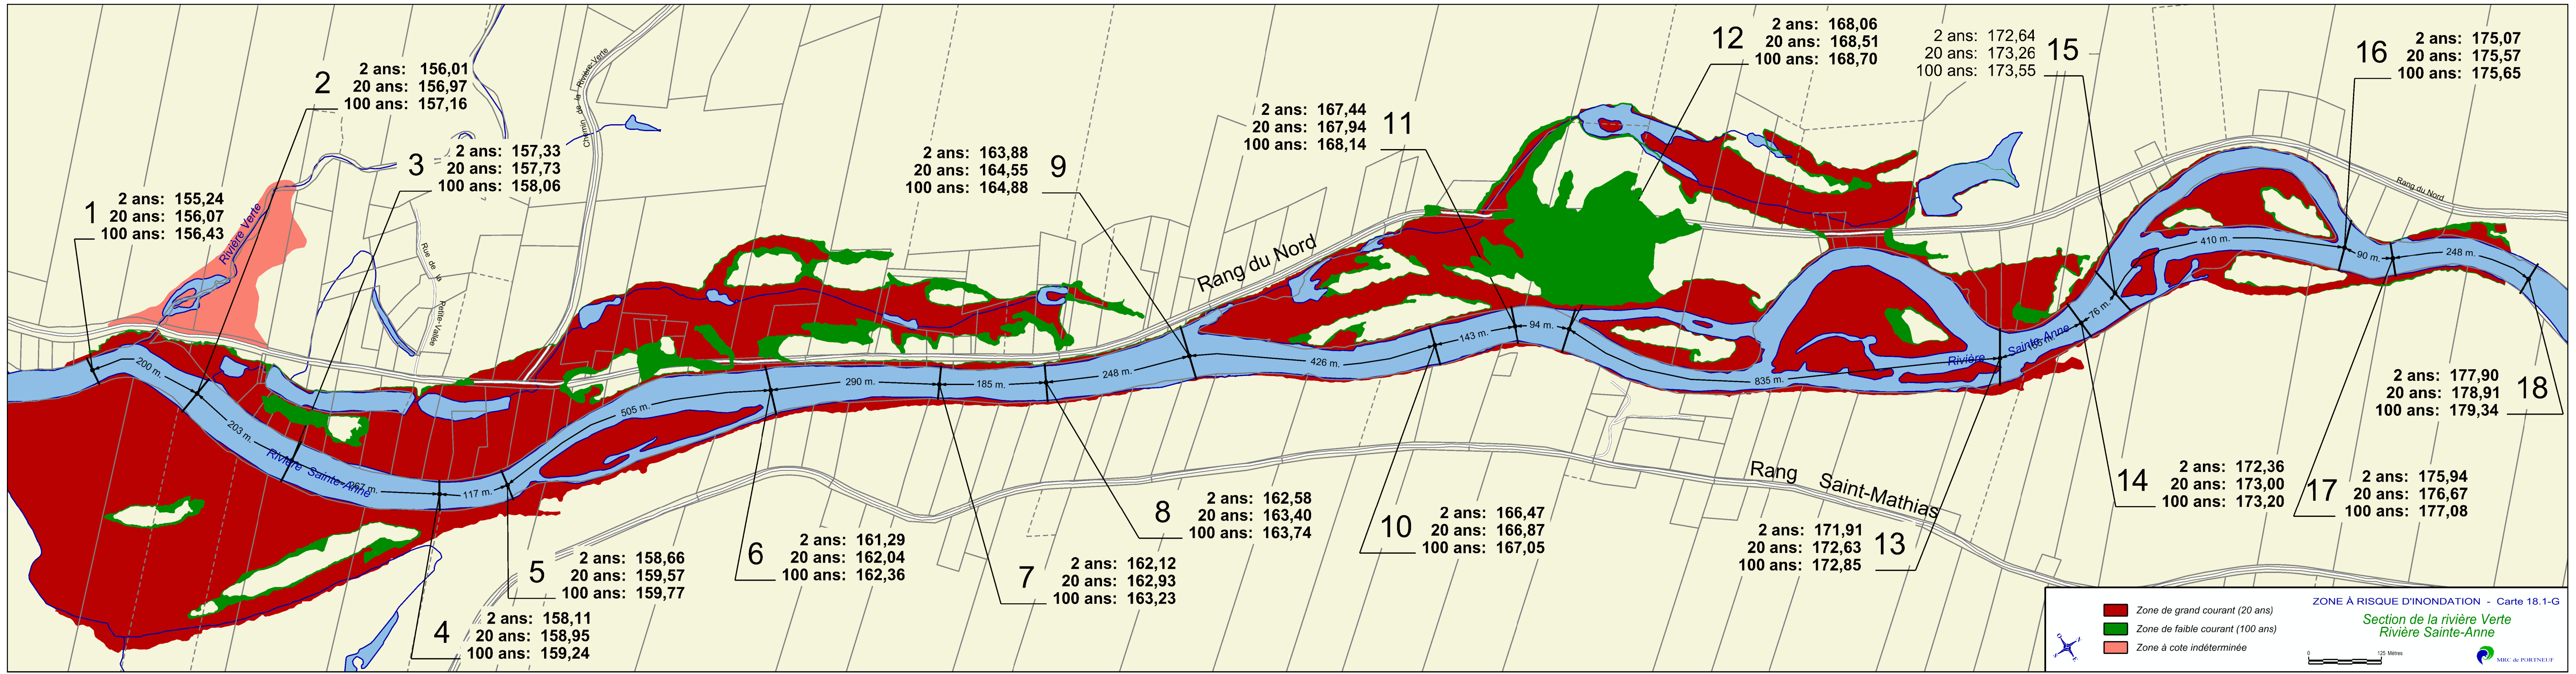 1
2 ans: 155,24
20 ans: 156,07
100 ans: 156,43
2
2 ans: 156,01
20 ans: 156,97
100 ans: 157,16
3
2 ans: 157,33
20 ans: 157,73
100 ans: 158,06
Rivière Verte
Chemin de la Rivière-Verte
Rue de la
Petite-Vallée
9
2 ans: 163,88
20 ans: 164,55
100 ans: 164,88
Rang du Nord
11
2 ans: 167,44
20 ans: 167,94
100 ans: 168,14
12
2 ans: 168,06
20 ans: 168,51
100 ans: 168,70
15
2 ans: 172,64
20 ans: 173,26
100 ans: 173,55
16
2 ans: 175,07
20 ans: 175,57
100 ans: 175,65
Rang du Nord
200 m.
203 m.
Rivière Sainte-Anne
117 m.
505 m.
290 m.
185 m.
248 m.
426 m.
143 m.
94 m.
835 m.
Rivière Sainte-Anne
76 m.
410 m.
90 m.
248 m.
4
2 ans: 158,11
20 ans: 158,95
100 ans: 159,24
5
2 ans: 158,66
20 ans: 159,57
100 ans: 159,77
6
2 ans: 161,29
20 ans: 162,04
100 ans: 162,36
7
2 ans: 162,12
20 ans: 162,93
100 ans: 163,23
8
2 ans: 162,58
20 ans: 163,40
100 ans: 163,74
10
2 ans: 166,47
20 ans: 166,87
100 ans: 167,05
Rang Saint-Mathias
13
2 ans: 171,91
20 ans: 172,63
100 ans: 172,85
14
2 ans: 172,36
20 ans: 173,00
100 ans: 173,20
17
2 ans: 175,94
20 ans: 176,67
100 ans: 177,08
18
2 ans: 177,90
20 ans: 178,91
100 ans: 179,34
Zone de grand courant (20 ans)
Zone de faible courant (100 ans)
Zone à cote indéterminée
ZONE À RISQUE D'INONDATION - Carte 18.1-G
Section de la rivière Verte
Rivière Sainte-Anne
0 125 Mètres
MRC de PORTNEUF